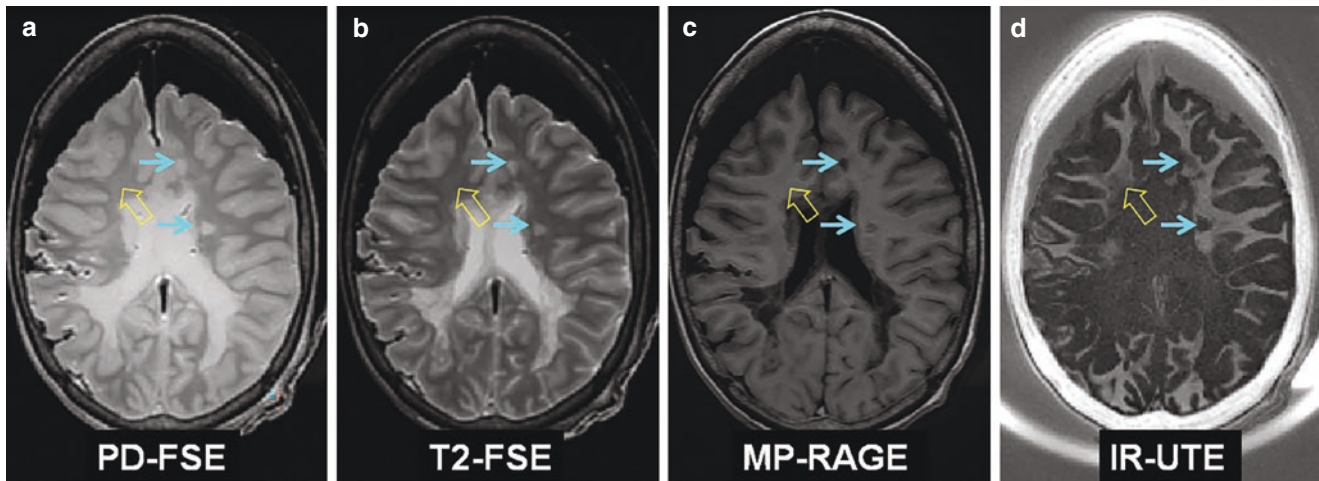 a
b
c
d
PD-FSE
T2-FSE
MP-RAGE
IR-UTE